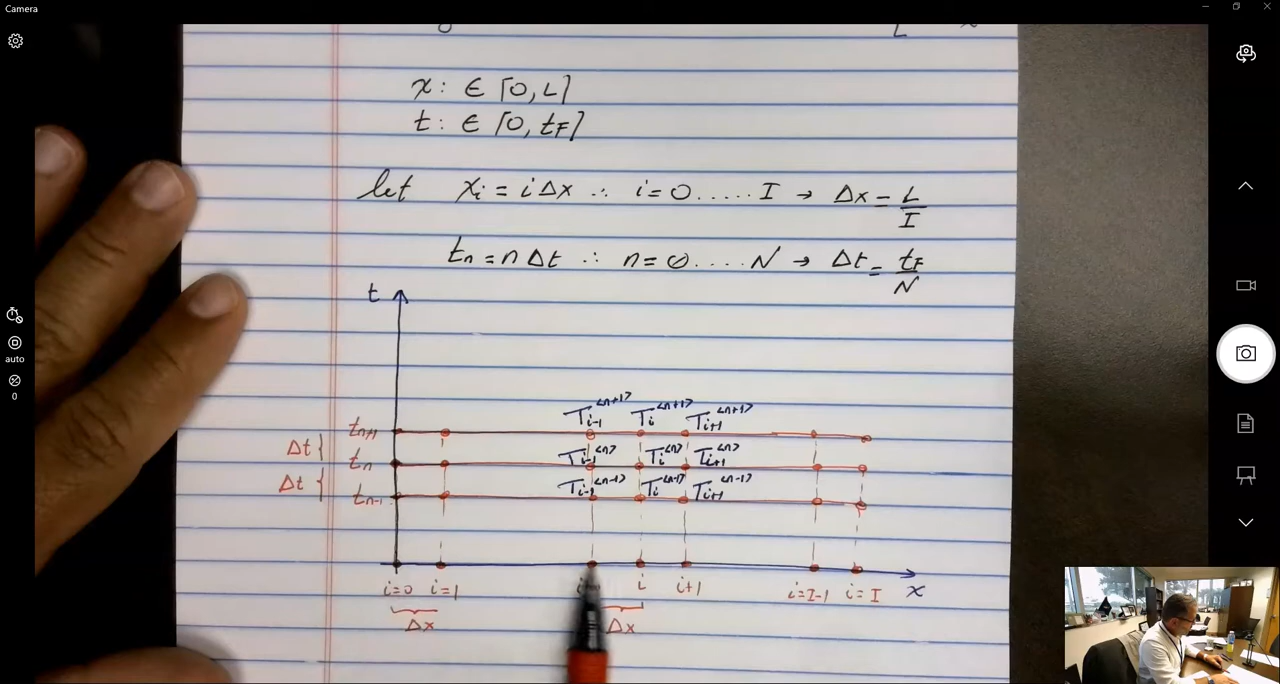 Camera
x: ∈ [0, L]
t: ∈ [0, tF]
let xi = iΔx ∴ i=0.....I → Δx = L/I
tn = nΔt ∴ n=0....N → Δt = tF/N
t
Ti-1<n+1> Ti<n+1> Ti+1<n+1>
tn+1
Δt
Ti-1<n> Ti<n> Ti+1<n>
tn
Δt
Ti-1<n-1> Ti<n-1> Ti+1<n-1>
tn-1
auto
0
i=0 i=1 i i+1 i=I-1 i=I x
Δx Δx